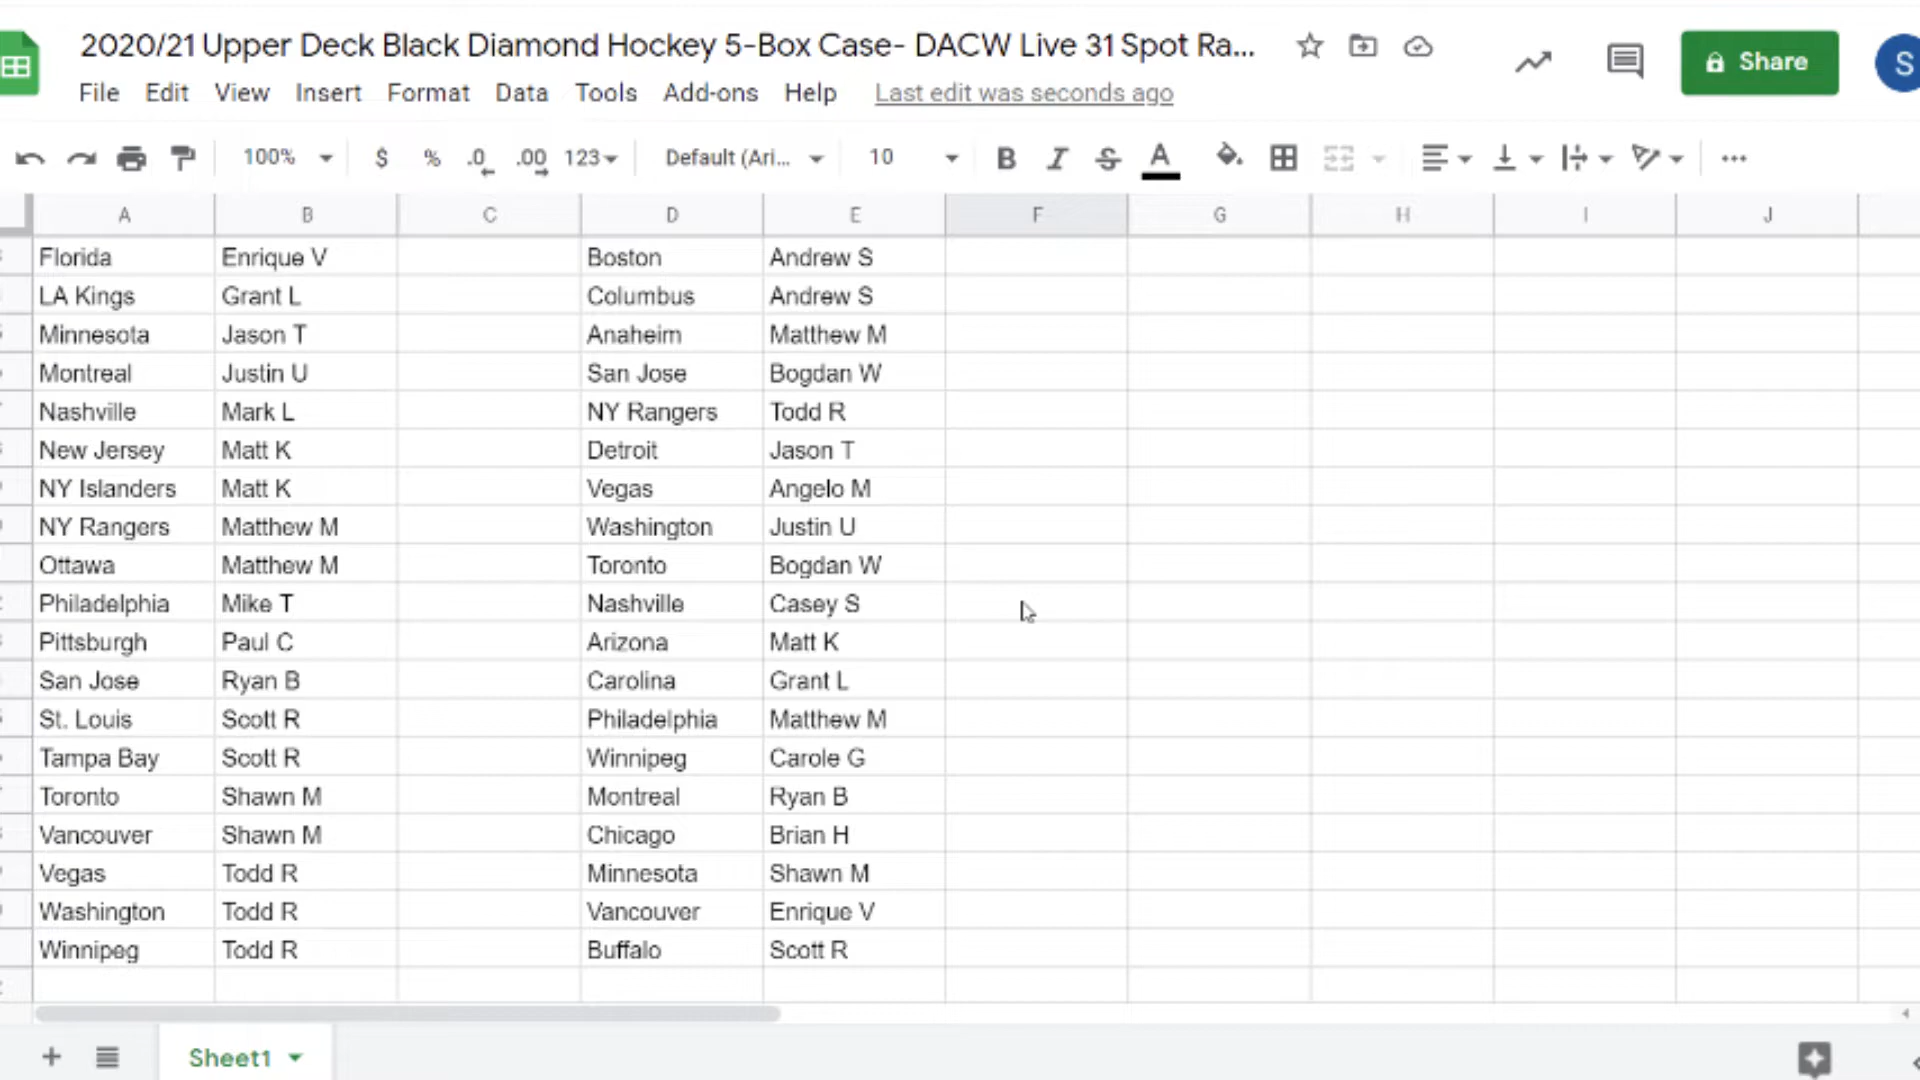 2020/21 Upper Deck Black Diamond Hockey 5-Box Case- DACW Live 31 Spot Ra...
Share
S
File Edit View Insert Format Data Tools Add-ons Help Last edit was seconds ago
100% $ % .0 .00 123 Default (Ari... 10 B I S A
A B C D E F G H I J
Florida Enrique V Boston Andrew S
LA Kings Grant L Columbus Andrew S
Minnesota Jason T Anaheim Matthew M
Montreal Justin U San Jose Bogdan W
Nashville Mark L NY Rangers Todd R
New Jersey Matt K Detroit Jason T
NY Islanders Matt K Vegas Angelo M
NY Rangers Matthew M Washington Justin U
Ottawa Matthew M Toronto Bogdan W
Philadelphia Mike T Nashville Casey S
Pittsburgh Paul C Arizona Matt K
San Jose Ryan B Carolina Grant L
St. Louis Scott R Philadelphia Matthew M
Tampa Bay Scott R Winnipeg Carole G
Toronto Shawn M Montreal Ryan B
Vancouver Shawn M Chicago Brian H
Vegas Todd R Minnesota Shawn M
Washington Todd R Vancouver Enrique V
Winnipeg Todd R Buffalo Scott R
Sheet1